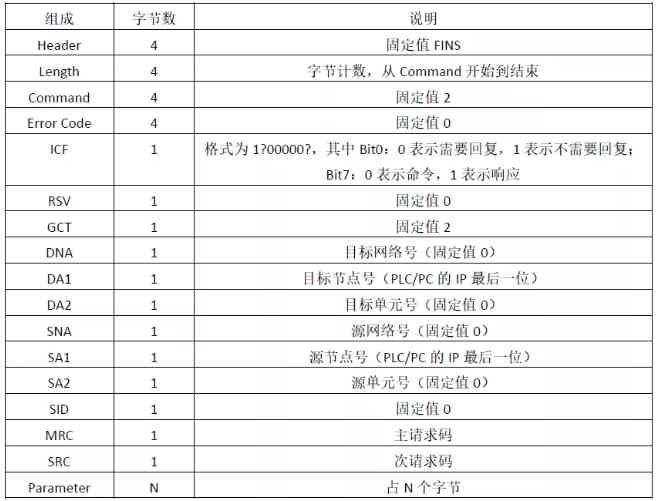 组成 字节数 说明
Header 4 固定值 FINS
Length 4 字节计数，从 Command 开始到结束
Command 4 固定值 2
Error Code 4 固定值 0
ICF 1 格式为 1?00000?，其中 Bit0：0 表示需要回复，1 表示不需要回复；
Bit7：0 表示命令，1 表示响应
RSV 1 固定值 0
GCT 1 固定值 2
DNA 1 目标网络号（固定值 0）
DA1 1 目标节点号（PLC/PC 的 IP 最后一位）
DA2 1 目标单元号（固定值 0）
SNA 1 源网络号（固定值 0）
SA1 1 源节点号（PLC/PC 的 IP 最后一位）
SA2 1 源单元号（固定值 0）
SID 1 固定值 0
MRC 1 主请求码
SRC 1 次请求码
Parameter N 占 N 个字节